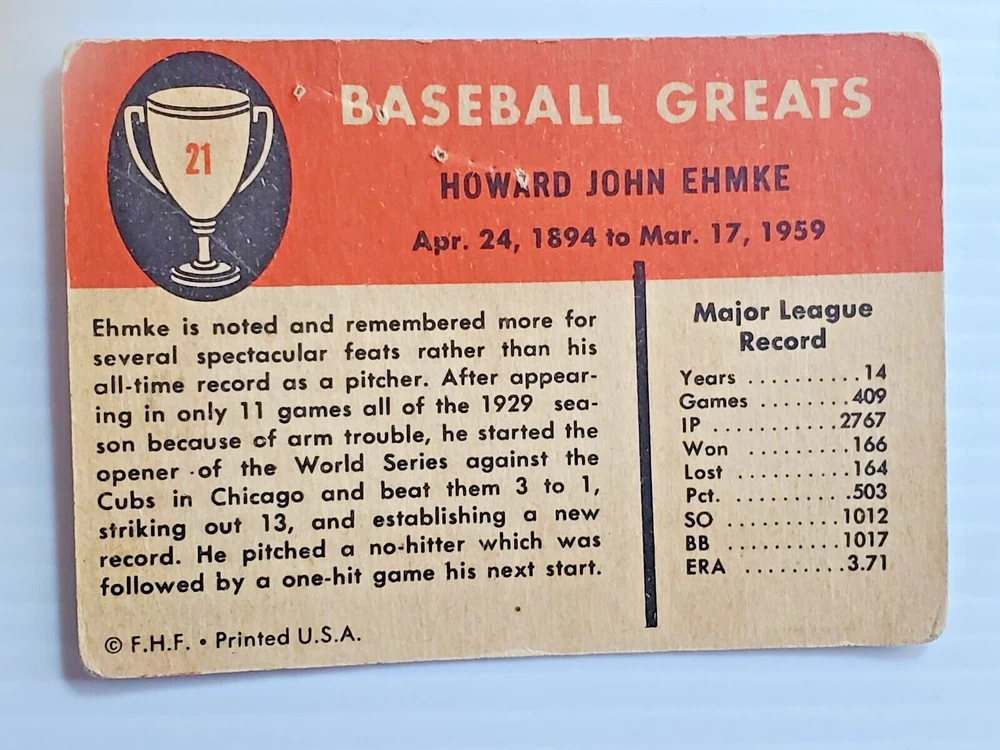 21
BASEBALL GREATS
HOWARD JOHN EHMKE
Apr. 24, 1894 to Mar. 17, 1959
Ehmke is noted and remembered more for
several spectacular feats rather than his
all-time record as a pitcher. After appear-
ing in only 11 games all of the 1929 sea-
son because of arm trouble, he started the
opener of the World Series against the
Cubs in Chicago and beat them 3 to 1,
striking out 13, and establishing a new
record. He pitched a no-hitter which was
followed by a one-hit game his next start.
© F.H.F. • Printed U.S.A.
Major League
Record
Years ..........14
Games ........409
IP ...........2767
Won .........166
Lost .........164
Pct. ..........503
SO ..........1012
BB ..........1017
ERA .........3.71